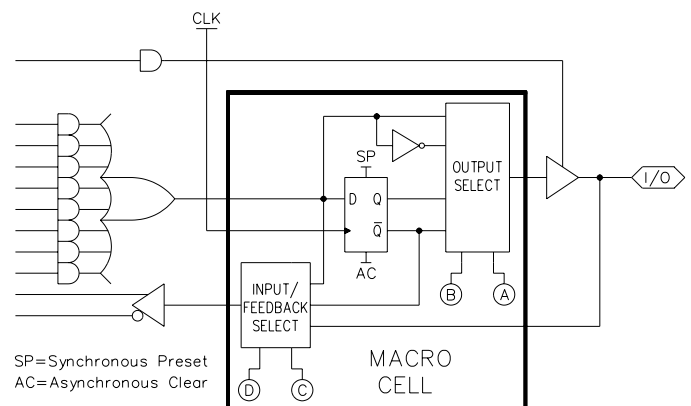 CLK
SP
D Q
Q̅
AC
OUTPUT
SELECT
I/O
B
A
INPUT/
FEEDBACK
SELECT
D
C
MACRO
CELL
SP=Synchronous Preset
AC=Asynchronous Clear